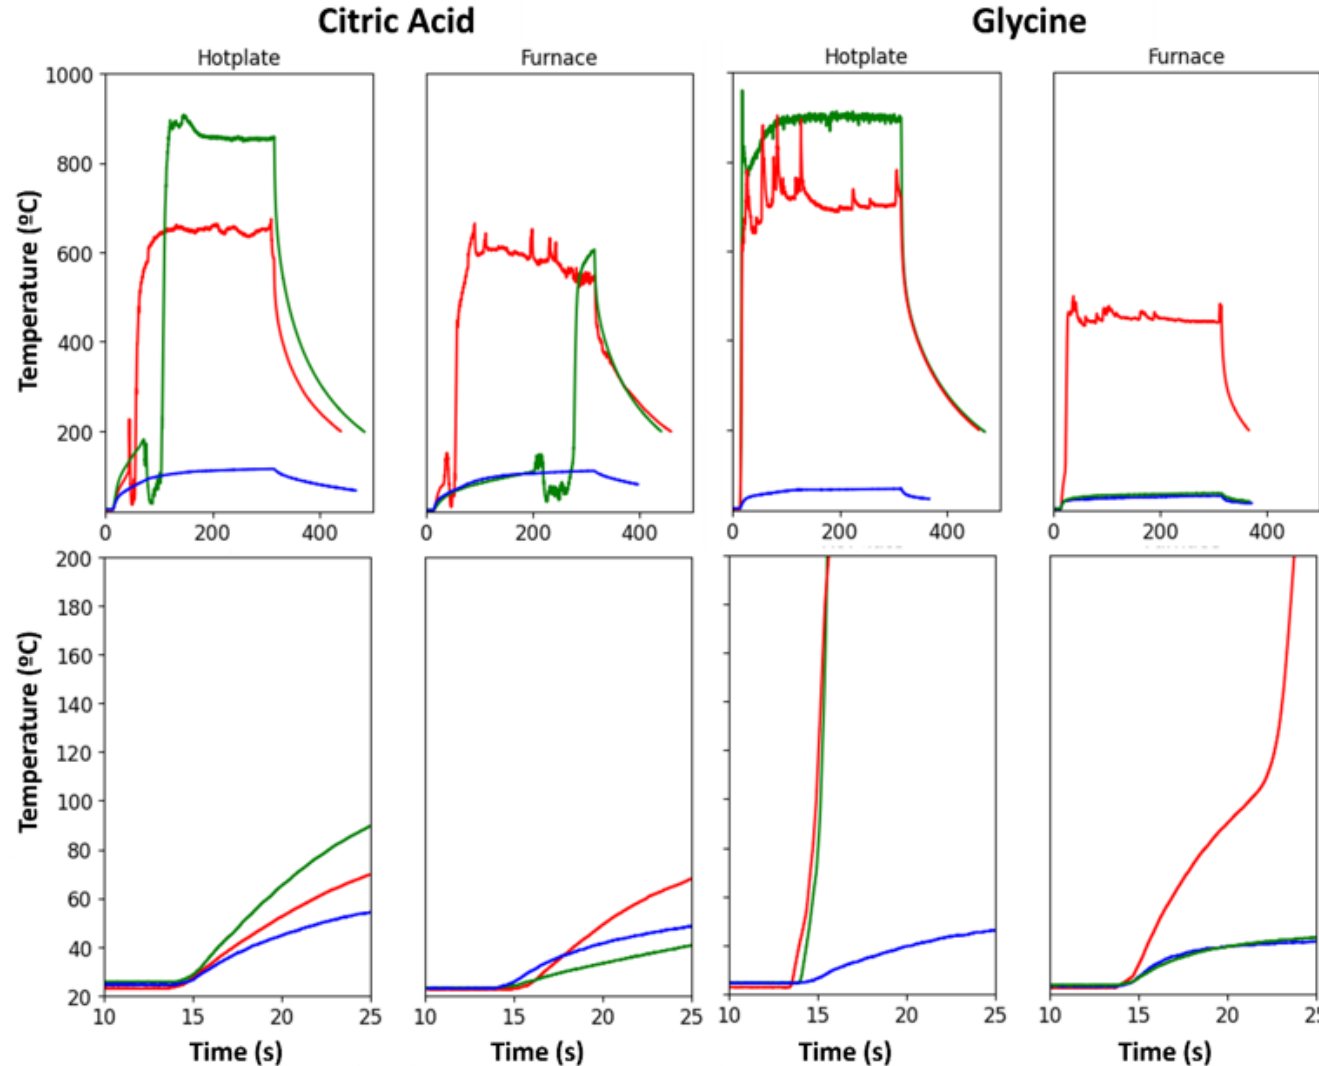 Citric Acid Glycine
Hotplate Furnace Hotplate Furnace
1000
800
600
400
200
Temperature (ºC)
0 200 400 0 200 400 0 200 400 0 200 400
200
180
160
140
120
100
80
60
40
20
Temperature (ºC)
10 15 20 25 10 15 20 25 10 15 20 25 10 15 20
Time (s) Time (s) Time (s) Time (s)